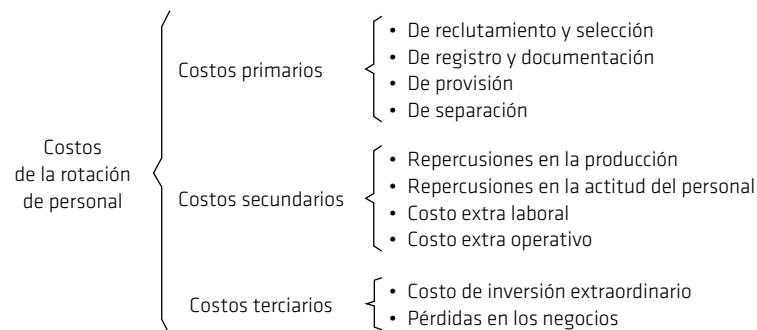 Costos
de la rotación
de personal
Costos primarios
• De reclutamiento y selección
• De registro y documentación
• De provisión
• De separación
Costos secundarios
• Repercusiones en la producción
• Repercusiones en la actitud del personal
• Costo extra laboral
• Costo extra operativo
Costos terciarios
• Costo de inversión extraordinario
• Pérdidas en los negocios